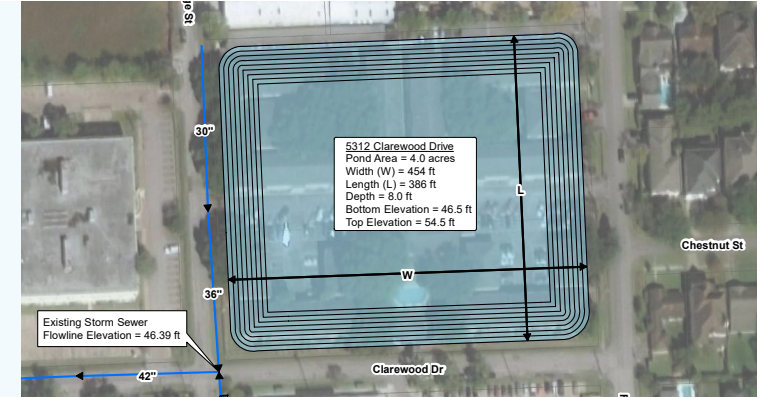 ge St
30"
5312 Clarewood Drive
Pond Area = 4.0 acres
Width (W) = 454 ft
Length (L) = 386 ft
Depth = 8.0 ft
Bottom Elevation = 46.5 ft
Top Elevation = 54.5 ft
L
Chestnut St
W
36"
Existing Storm Sewer
Flowline Elevation = 46.39 ft
42"
Clarewood Dr